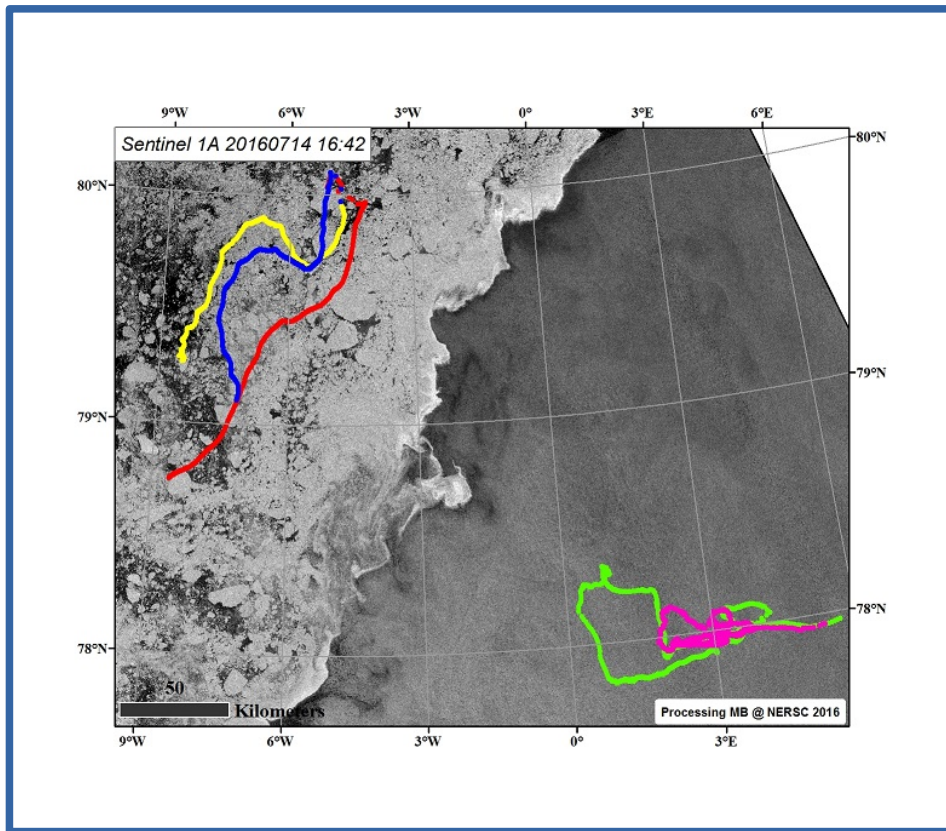 9°W 6°W 3°W 0° 3°E 6°E
Sentinel 1A 20160714 16:42
80°N
80°N
79°N
79°N
78°N
78°N
50
Kilometers
Processing MB @ NERSC 2016
9°W 6°W 3°W 0° 3°E